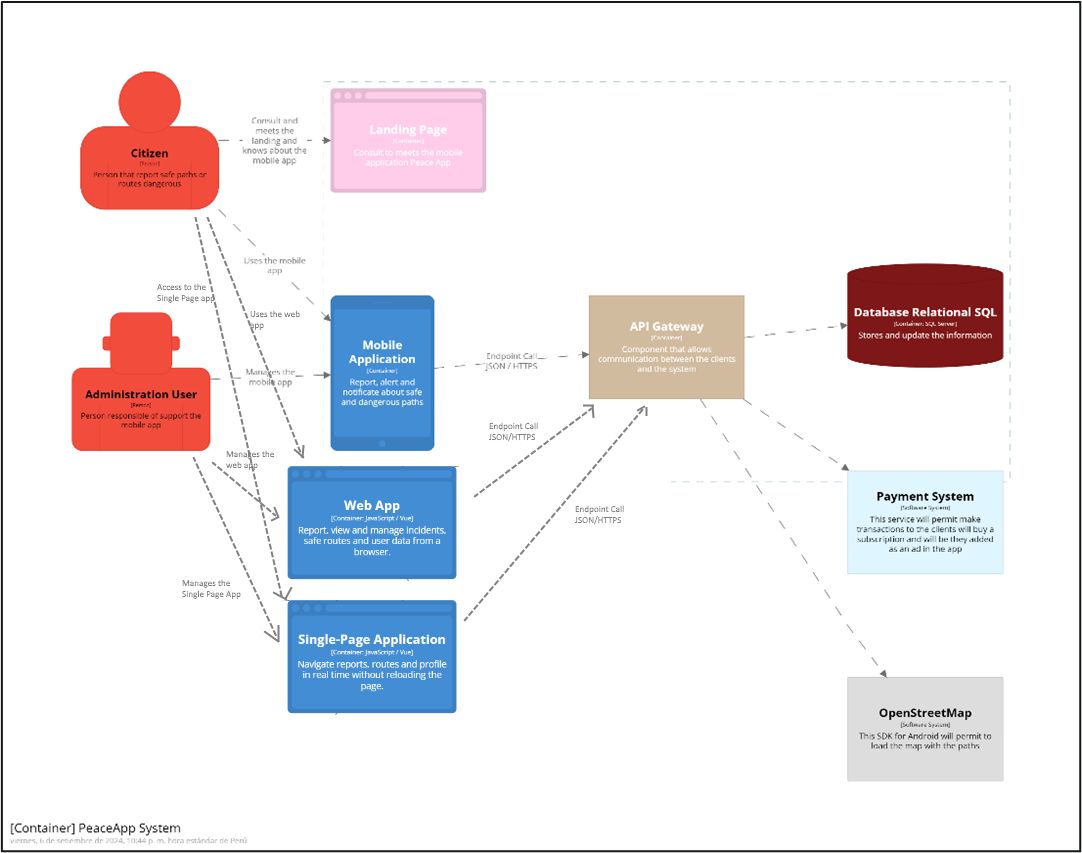 Consult and
meets the
landing and
knows about the
mobile app
Landing Page
[Container]
Consult to meets the mobile
application Peace App
Citizen
[Person]
Person that report safe paths or
routes dangerous
Uses the mobile
app
Access to the
Single Page app
Uses the web
app
Mobile
Application
[Container]
Report, alert and
notificate about safe
and dangerous paths
API Gateway
[Container]
Component that allows
communication between the clients
and the system
Database Relational SQL
[Container: SQL Server]
Stores and update the information
Endpoint Call
JSON / HTTPS
Manages the
mobile app
Administration User
[Person]
Person responsible of support the
mobile app
Endpoint Call
JSON/HTTPS
Manages the
web app
Web App
[Container: JavaScript / Vue]
Report, view and manage incidents,
safe routes and user data from a
browser.
Endpoint Call
JSON/HTTPS
Payment System
[Software System]
This service will permit make
transactions to the clients will buy a
subscription and will be they added
as an ad in the app
Manages the
Single Page App
Single-Page Application
[Container: JavaScript / Vue]
Navigate reports, routes and profile
in real time without reloading the
page.
OpenStreetMap
[Software System]
This SDK for Android will permit to
load the map with the paths
[Container] PeaceApp System
viernes, 6 de setiembre de 2024, 10:44 p. m. hora estándar de Perú